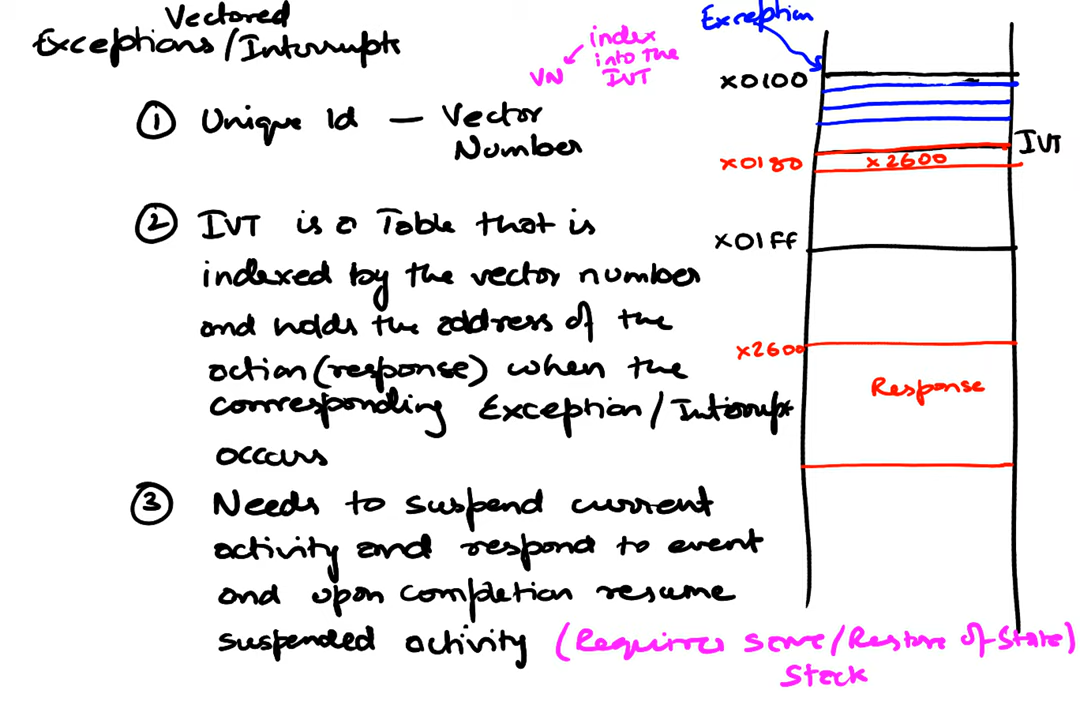 Vectored
Exceptions/Interrupts
VN
index
into the
IVT
① Unique Id — Vector
Number
② IVT is a Table that is
indexed by the vector number
and holds the address of the
action (response) when the
corresponding Exception/Interrupt
occurs
③ Needs to suspend current
activity and respond to event
and upon completion resume
suspended activity (Requires save/Restore of State)
Stack
Exception
x0100
IVT
x0180
x2600
x01FF
x2600
Response